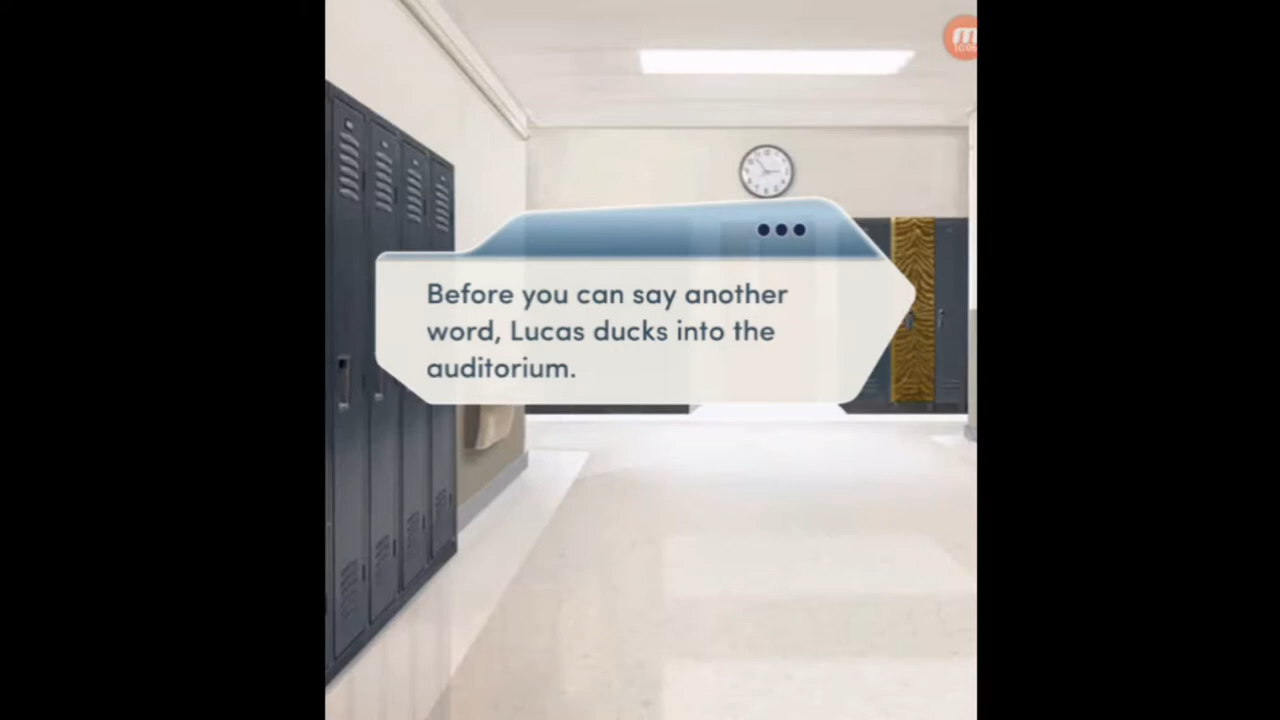 Before you can say another
word, Lucas ducks into the
auditorium.